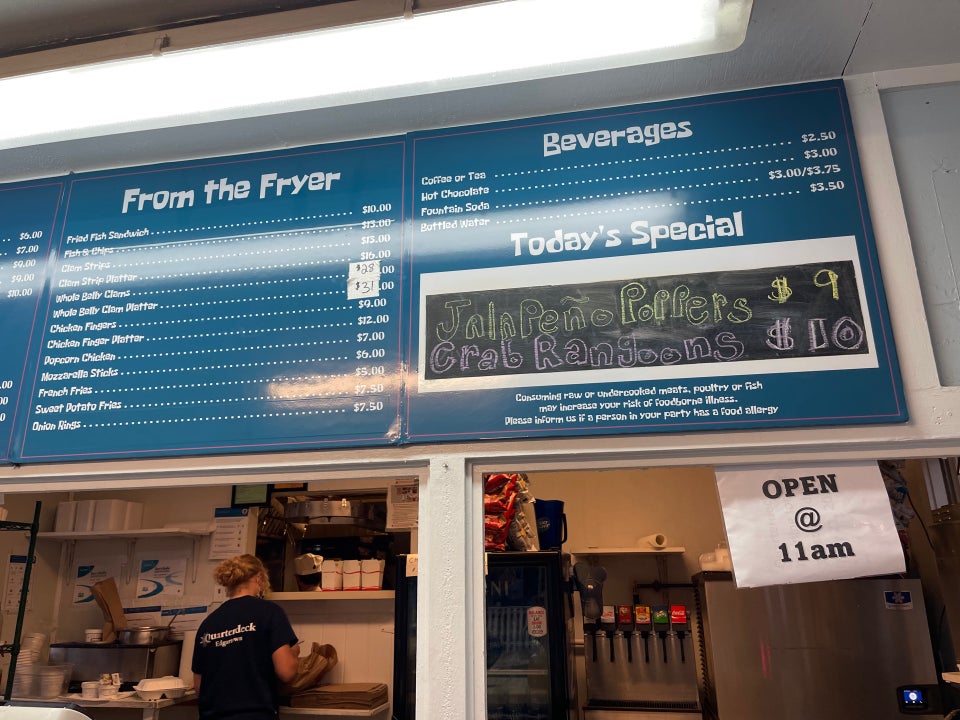 $6.00
$7.00
$9.00
$9.00
$10.00
From the Fryer
Fried Fish Sandwich $10.00
Fish & Chips $13.00
Clam Strips $13.00
Clam Strip Platter $16.00
Whole Belly Clams $28
Whole Belly Clam Platter $31
Chicken Fingers $9.00
Chicken Finger Platter $12.00
Popcorn Chicken $7.00
Mozzarella Sticks $6.00
French Fries $5.00
Sweet Potato Fries $7.50
Onion Rings $7.50
Beverages
Coffee or Tea $2.50
Hot Chocolate $3.00
Fountain Soda $3.00/$3.75
Bottled Water $3.50
Today's Special
Jalapeño Poppers $9
Crab Rangoons $10
Consuming raw or undercooked meats, poultry or fish
may increase your risk of foodborne illness.
Please inform us if a person in your party has a food allergy
OPEN
@
11am
Quarterdeck
Edgartown